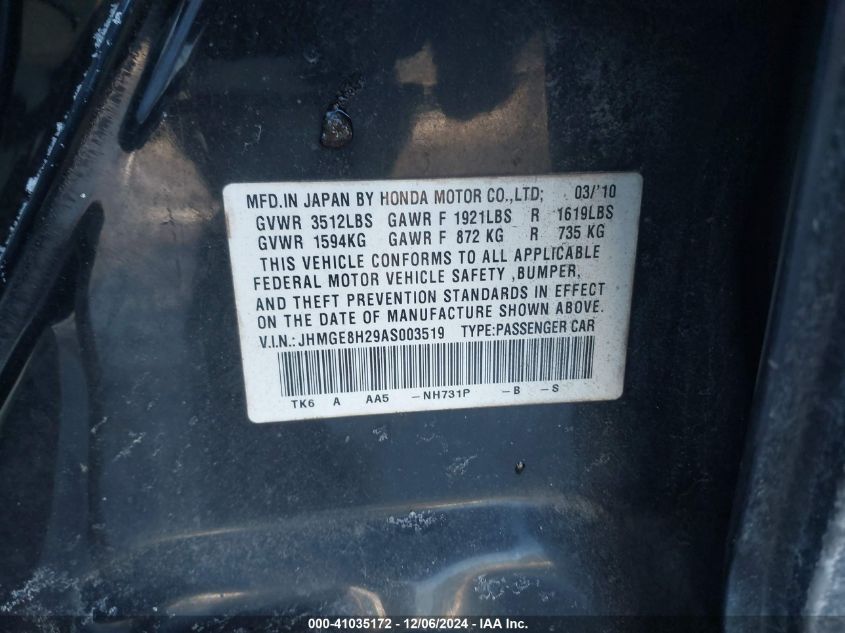 MFD.IN JAPAN BY HONDA MOTOR CO.,LTD; 03/'10
GVWR 3512LBS GAWR F 1921LBS R 1619LBS
GVWR 1594KG GAWR F 872 KG R 735 KG
THIS VEHICLE CONFORMS TO ALL APPLICABLE
FEDERAL MOTOR VEHICLE SAFETY ,BUMPER,
AND THEFT PREVENTION STANDARDS IN EFFECT
ON THE DATE OF MANUFACTURE SHOWN ABOVE.
V.I.N.: JHMGE8H29AS003519 TYPE:PASSENGER CAR
TK6 A AA5 -NH731P -B -S
000-41035172 - 12/06/2024 - IAA Inc.